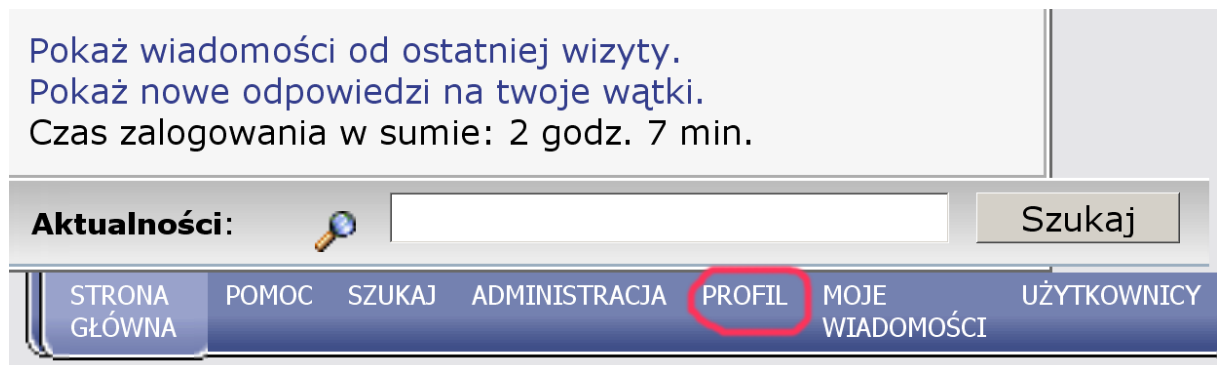 Pokaż wiadomości od ostatniej wizyty.
Pokaż nowe odpowiedzi na twoje wątki.
Czas zalogowania w sumie: 2 godz. 7 min.
Aktualności: Szukaj
STRONA GŁÓWNA POMOC SZUKAJ ADMINISTRACJA PROFIL MOJE WIADOMOŚCI UŻYTKOWNICY